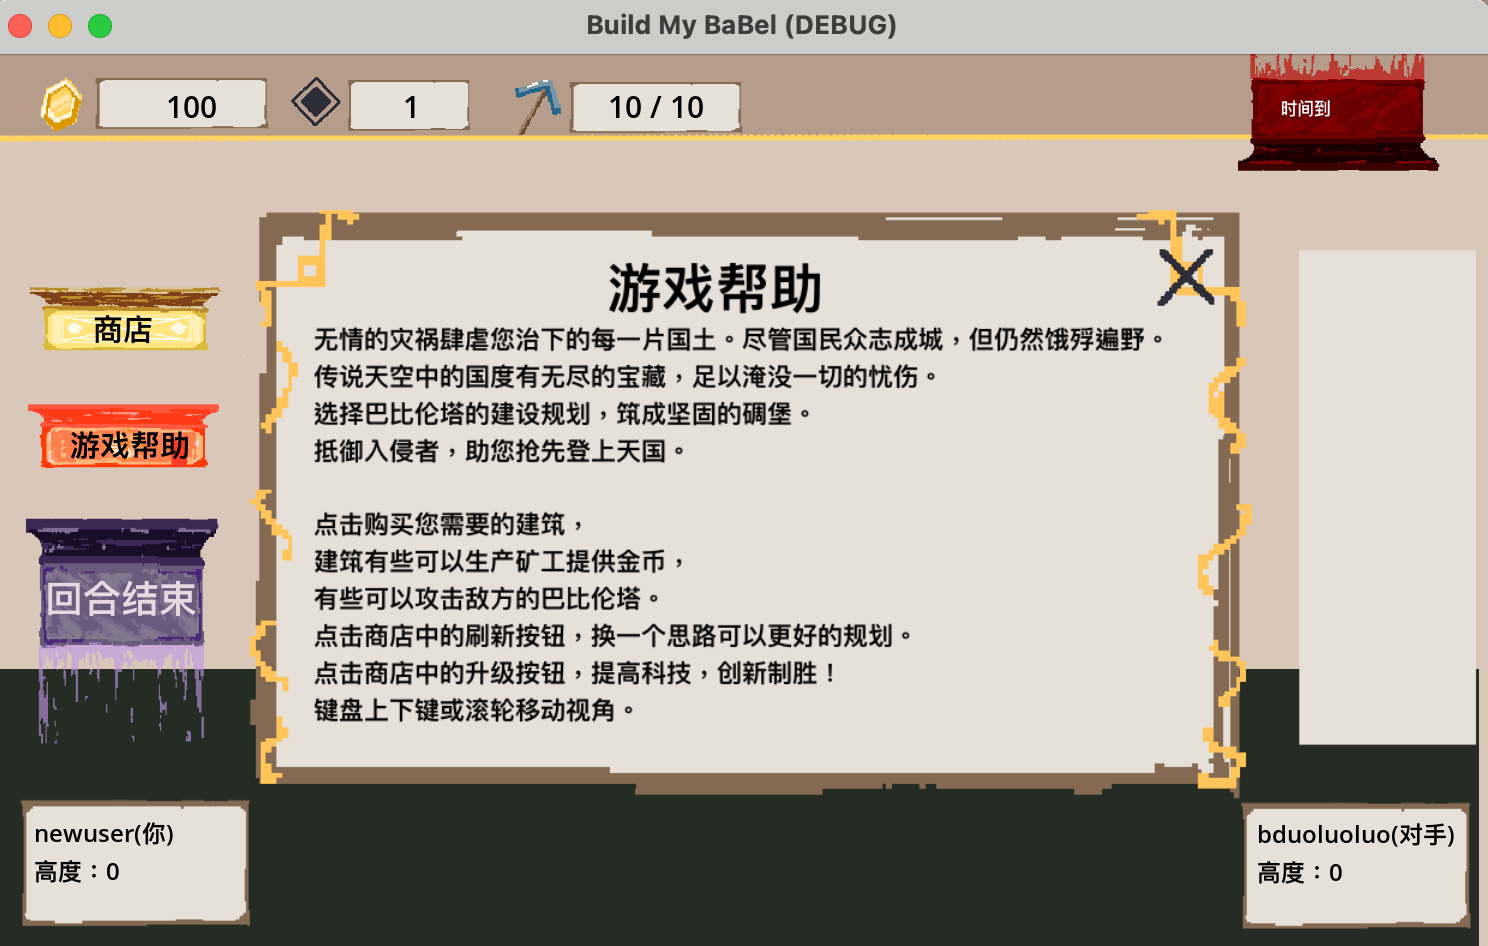 Build My BaBel (DEBUG)
100
1
10 / 10
时间到
游戏帮助
无情的灾祸肆虐您治下的每一片国土。尽管国民众志成城，但仍然饿殍遍野。
传说天空中的国度有无尽的宝藏，足以淹没一切的忧伤。
选择巴比伦塔的建设规划，筑成坚固的碉堡。
抵御入侵者，助您抢先登上天国。
点击购买您需要的建筑，
建筑有些可以生产矿工提供金币，
有些可以攻击敌方的巴比伦塔。
点击商店中的刷新按钮，换一个思路可以更好的规划。
点击商店中的升级按钮，提高科技，创新制胜！
键盘上下键或滚轮移动视角。
商店
游戏帮助
回合结束
newuser(你)
高度：0
bduoluoluo(对手)
高度：0